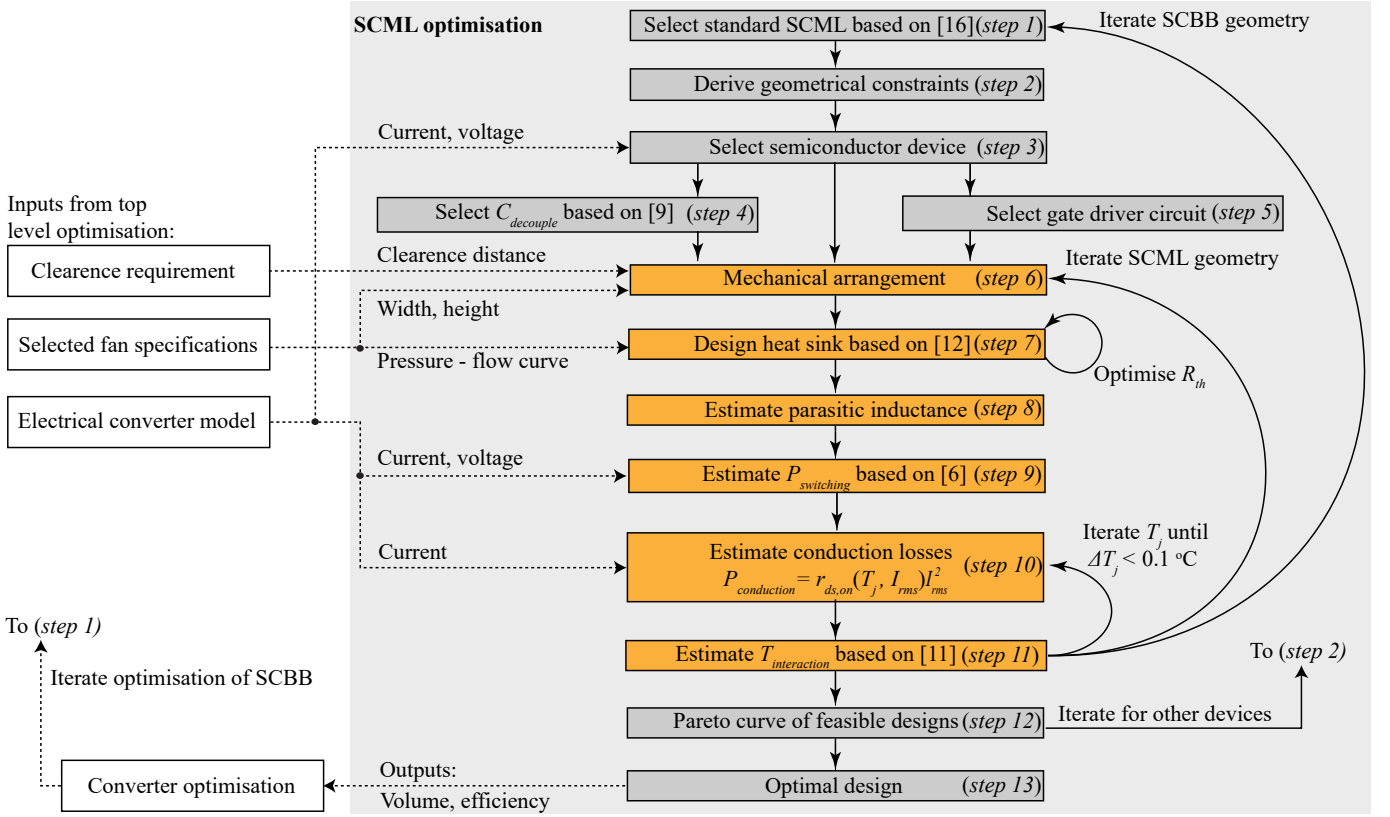 SCML optimisation
Select standard SCML based on [16] (step 1)
Iterate SCBB geometry
Derive geometrical constraints (step 2)
Current, voltage
Select semiconductor device (step 3)
Inputs from top
level optimisation:
Select C_decouple based on [9] (step 4)
Select gate driver circuit (step 5)
Clearence requirement
Clearence distance
Iterate SCML geometry
Mechanical arrangement (step 6)
Width, height
Selected fan specifications
Pressure - flow curve
Design heat sink based on [12] (step 7)
Optimise R_th
Electrical converter model
Estimate parasitic inductance (step 8)
Current, voltage
Estimate P_switching based on [6] (step 9)
Current
Estimate conduction losses
P_conduction = r_ds,on(T_j, I_rms)I²_rms
(step 10)
Iterate T_j until
ΔT_j < 0.1 °C
To (step 1)
Estimate T_interaction based on [11] (step 11)
To (step 2)
Iterate optimisation of SCBB
Pareto curve of feasible designs (step 12)
Iterate for other devices
Converter optimisation
Outputs:
Volume, efficiency
Optimal design (step 13)